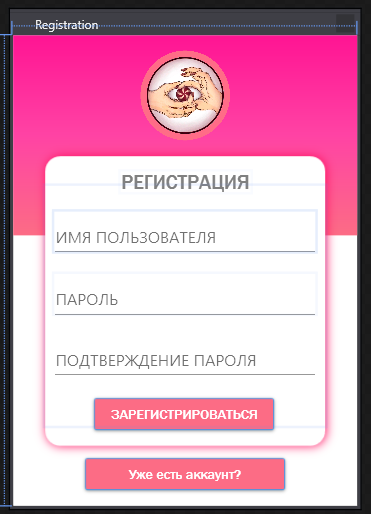 Registration
РЕГИСТРАЦИЯ
ИМЯ ПОЛЬЗОВАТЕЛЯ
ПАРОЛЬ
ПОДТВЕРЖДЕНИЕ ПАРОЛЯ
ЗАРЕГИСТРИРОВАТЬСЯ
Уже есть аккаунт?